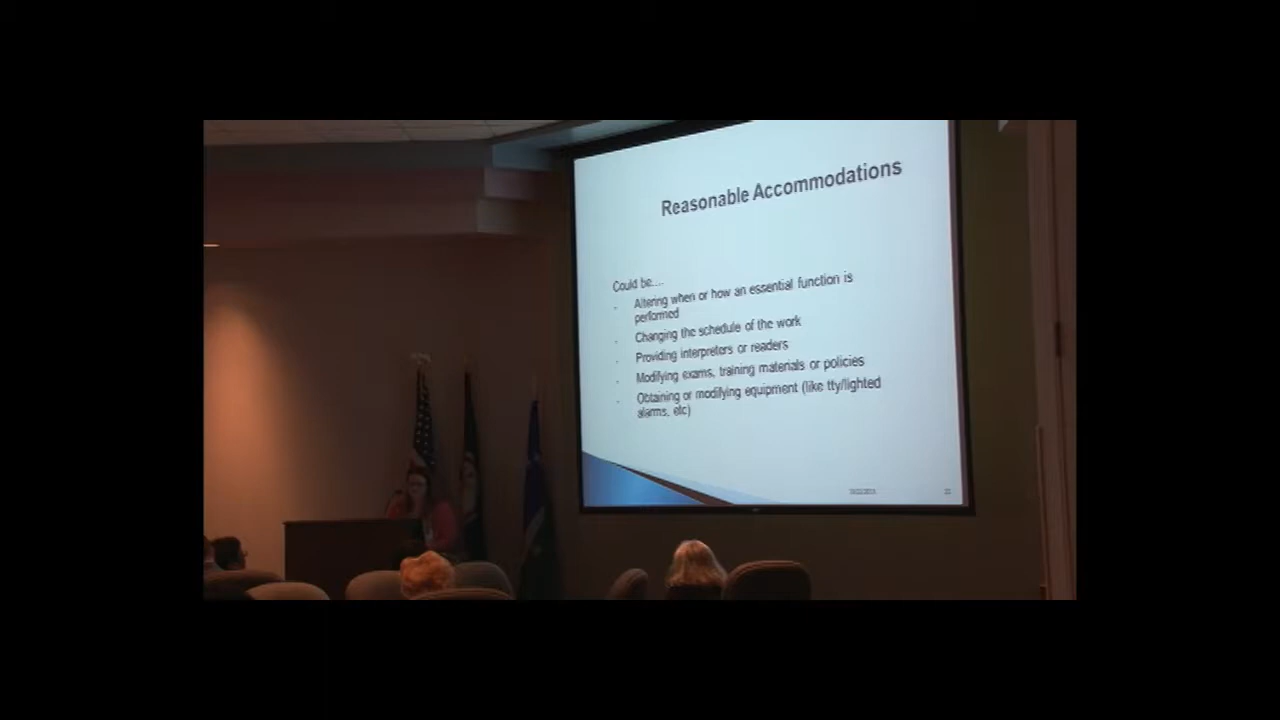 Reasonable Accommodations
Could be....
- Altering when or how an essential function is
performed
- Changing the schedule of the work
- Providing interpreters or readers
- Modifying exams, training materials or policies
- Obtaining or modifying equipment (like tty/lighted
alarms, etc)